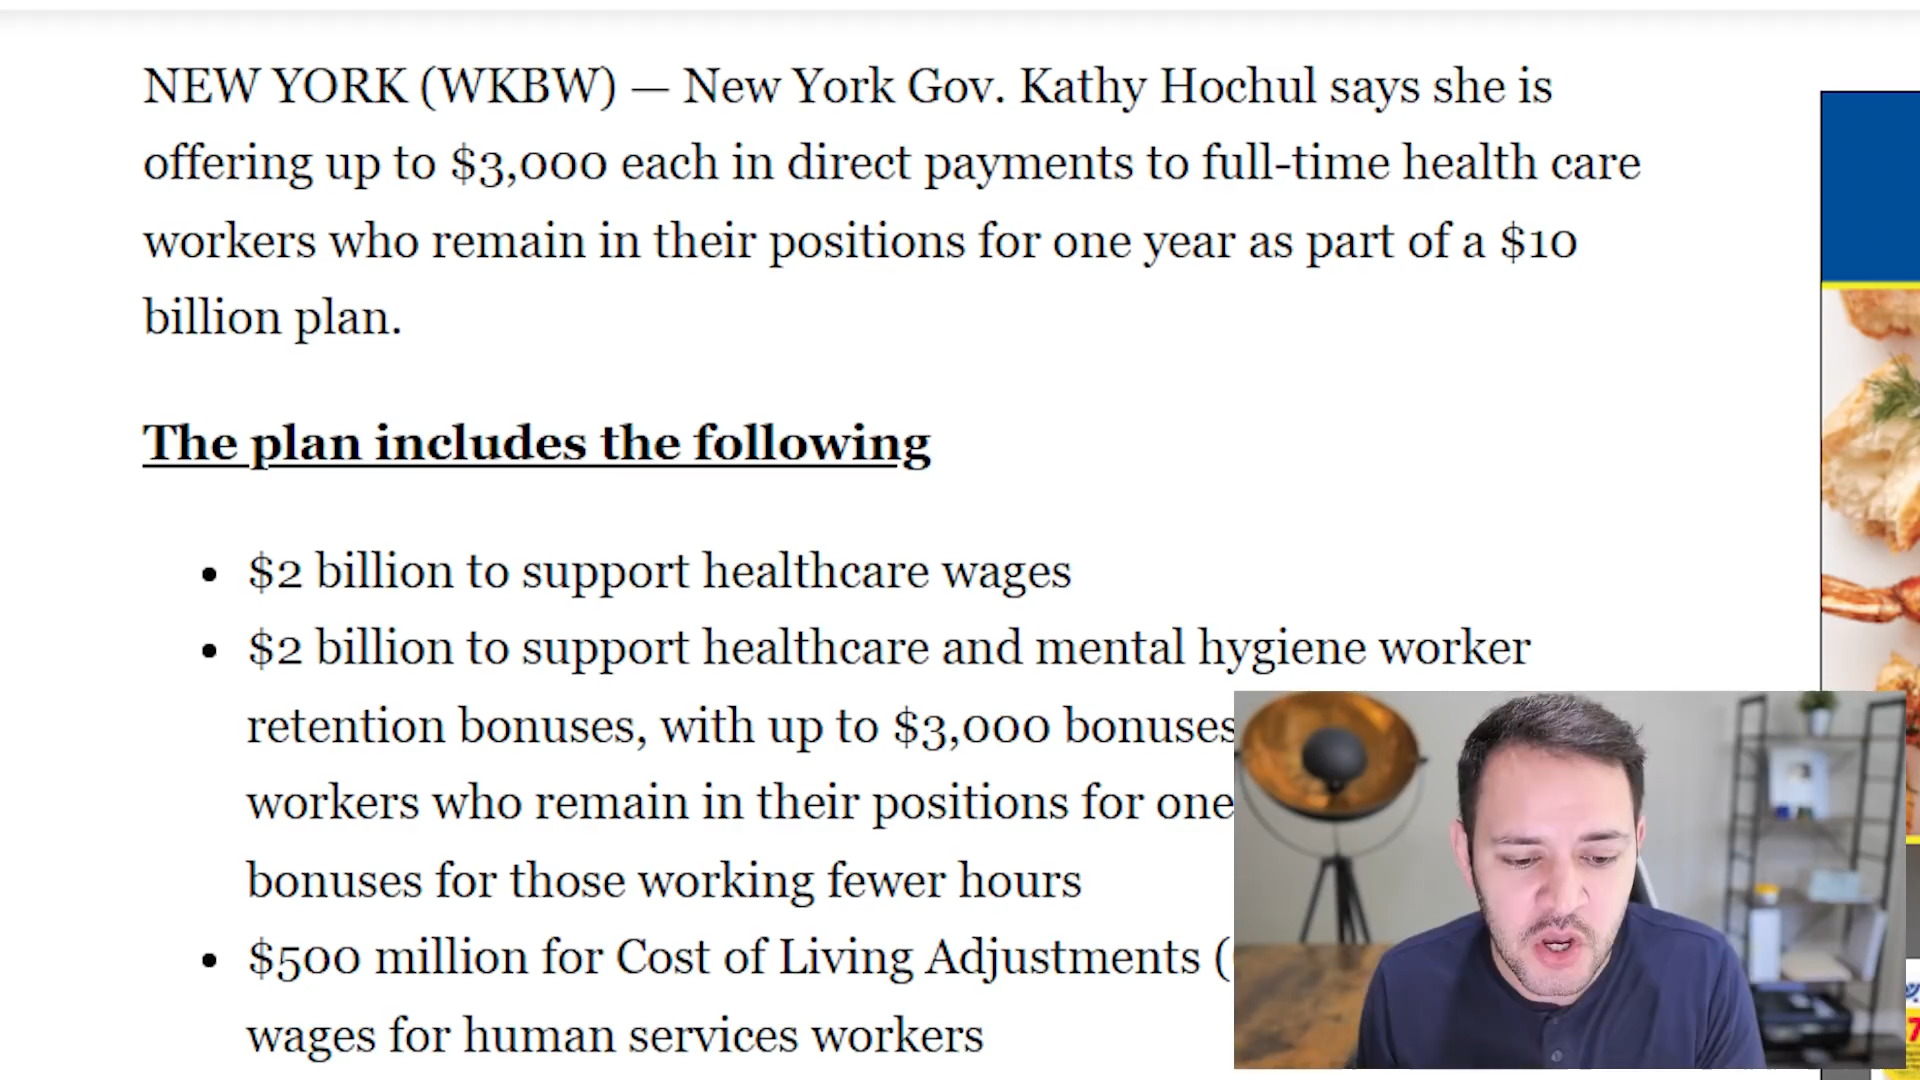 NEW YORK (WKBW) — New York Gov. Kathy Hochul says she is
offering up to $3,000 each in direct payments to full-time health care
workers who remain in their positions for one year as part of a $10
billion plan.
The plan includes the following
• $2 billion to support healthcare wages
• $2 billion to support healthcare and mental hygiene worker
retention bonuses, with up to $3,000 bonuses
workers who remain in their positions for one
bonuses for those working fewer hours
• $500 million for Cost of Living Adjustments (
wages for human services workers